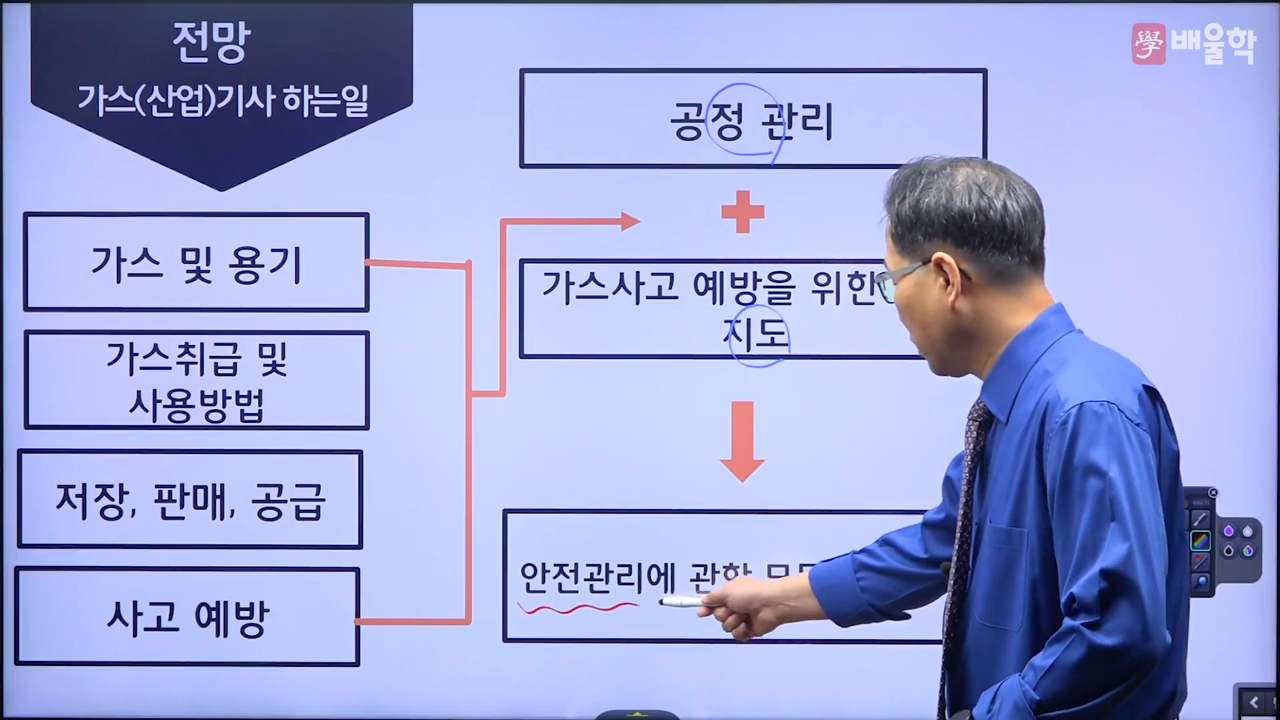 전망
가스(산업)기사 하는일
學 배울학
공정 관리
가스 및 용기
가스사고 예방을 위한
지도
가스취급 및
사용방법
저장, 판매, 공급
안전관리에 관한
사고 예방